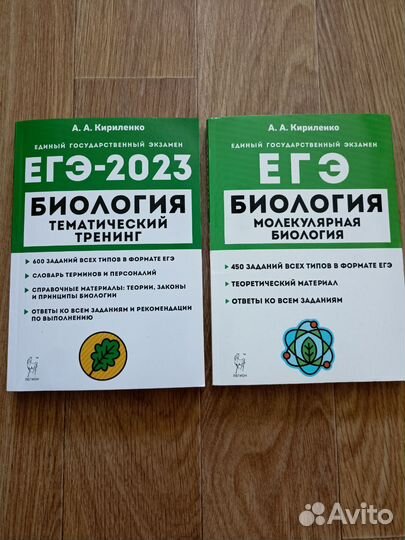 А. А. Кириленко
ЕДИНЫЙ ГОСУДАРСТВЕННЫЙ ЭКЗАМЕН
ЕГЭ-2023
БИОЛОГИЯ
ТЕМАТИЧЕСКИЙ
ТРЕНИНГ
600 ЗАДАНИЙ ВСЕХ ТИПОВ В ФОРМАТЕ ЕГЭ
СЛОВАРЬ ТЕРМИНОВ И ПЕРСОНАЛИЙ
СПРАВОЧНЫЕ МАТЕРИАЛЫ: ТЕОРИИ, ЗАКОНЫ
И ПРИНЦИПЫ БИОЛОГИИ
ОТВЕТЫ КО ВСЕМ ЗАДАНИЯМ И РЕКОМЕНДАЦИИ
ПО ВЫПОЛНЕНИЮ
ЛЕГИОН
А. А. Кириленко
ЕДИНЫЙ ГОСУДАРСТВЕННЫЙ ЭКЗАМЕН
ЕГЭ
БИОЛОГИЯ
МОЛЕКУЛЯРНАЯ
БИОЛОГИЯ
450 ЗАДАНИЙ ВСЕХ ТИПОВ В ФОРМАТЕ ЕГЭ
ТЕОРЕТИЧЕСКИЙ МАТЕРИАЛ
ОТВЕТЫ КО ВСЕМ ЗАДАНИЯМ
ЛЕГИОН
Avito